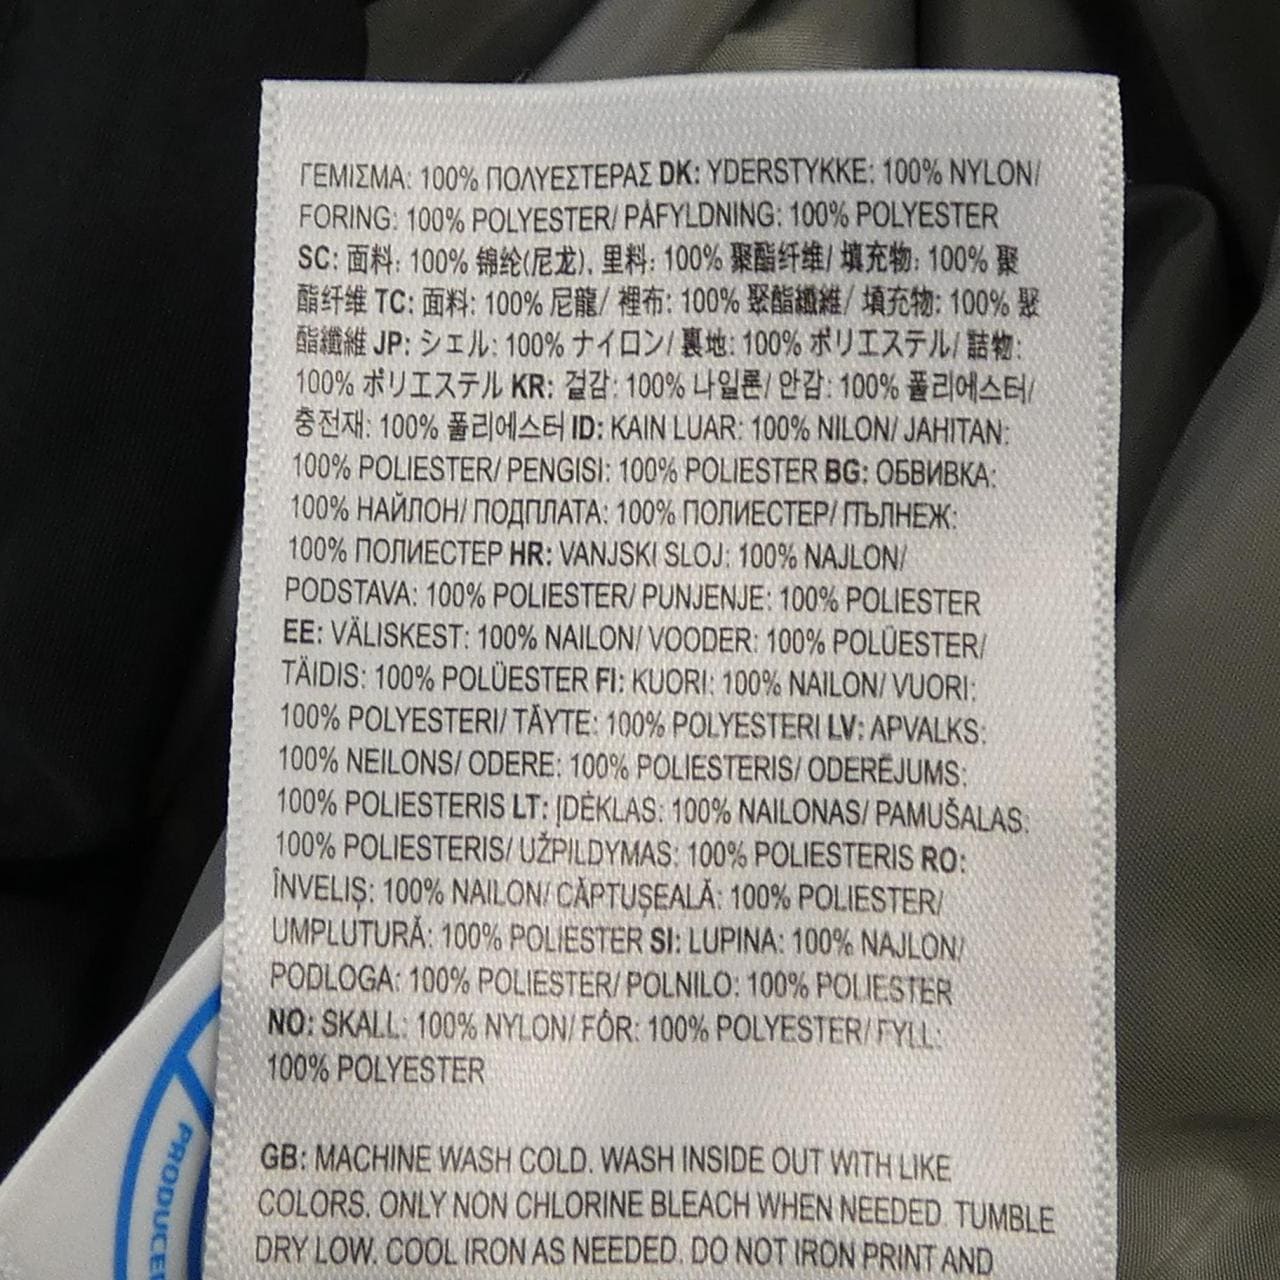 ΓΕΜΙΣΜΑ: 100% ΠΟΛΥΕΣΤΕΡΑΣ DK: YDERSTYKKE: 100% NYLON/
FORING: 100% POLYESTER/ PÅFYLDNING: 100% POLYESTER
SC: 面料: 100% 锦纶(尼龙), 里料: 100% 聚酯纤维/ 填充物: 100% 聚
酯纤维 TC: 面料: 100% 尼龍/ 裡布: 100% 聚酯纖維/ 填充物: 100% 聚
酯纖維 JP: シェル: 100% ナイロン/ 裏地: 100% ポリエステル/ 詰物:
100% ポリエステル KR: 겉감: 100% 나일론/ 안감: 100% 폴리에스터/
충전재: 100% 폴리에스터 ID: KAIN LUAR: 100% NILON/ JAHITAN:
100% POLIESTER/ PENGISI: 100% POLIESTER BG: ОБВИВКА:
100% НАЙЛОН/ ПОДПЛАТА: 100% ПОЛИЕСТЕР/ ПЪЛНЕЖ:
100% ПОЛИЕСТЕР HR: VANJSKI SLOJ: 100% NAJLON/
PODSTAVA: 100% POLIESTER/ PUNJENJE: 100% POLIESTER
EE: VÄLISKEST: 100% NAILON/ VOODER: 100% POLÜESTER/
TÄIDIS: 100% POLÜESTER FI: KUORI: 100% NAILON/ VUORI:
100% POLYESTERI/ TÄYTE: 100% POLYESTERI LV: APVALKS:
100% NEILONS/ ODERE: 100% POLIESTERIS/ ODERĒJUMS:
100% POLIESTERIS LT: ĮDĖKLAS: 100% NAILONAS/ PAMUŠALAS:
100% POLIESTERIS/ UŽPILDYMAS: 100% POLIESTERIS RO:
ÎNVELIȘ: 100% NAILON/ CĂPTUȘEALĂ: 100% POLIESTER/
UMPLUTURĂ: 100% POLIESTER SI: LUPINA: 100% NAJLON/
PODLOGA: 100% POLIESTER/ POLNILO: 100% POLIESTER
NO: SKALL: 100% NYLON/ FÔR: 100% POLYESTER/ FYLL:
100% POLYESTER
GB: MACHINE WASH COLD. WASH INSIDE OUT WITH LIKE
COLORS. ONLY NON CHLORINE BLEACH WHEN NEEDED. TUMBLE
DRY LOW. COOL IRON AS NEEDED. DO NOT IRON PRINT AND